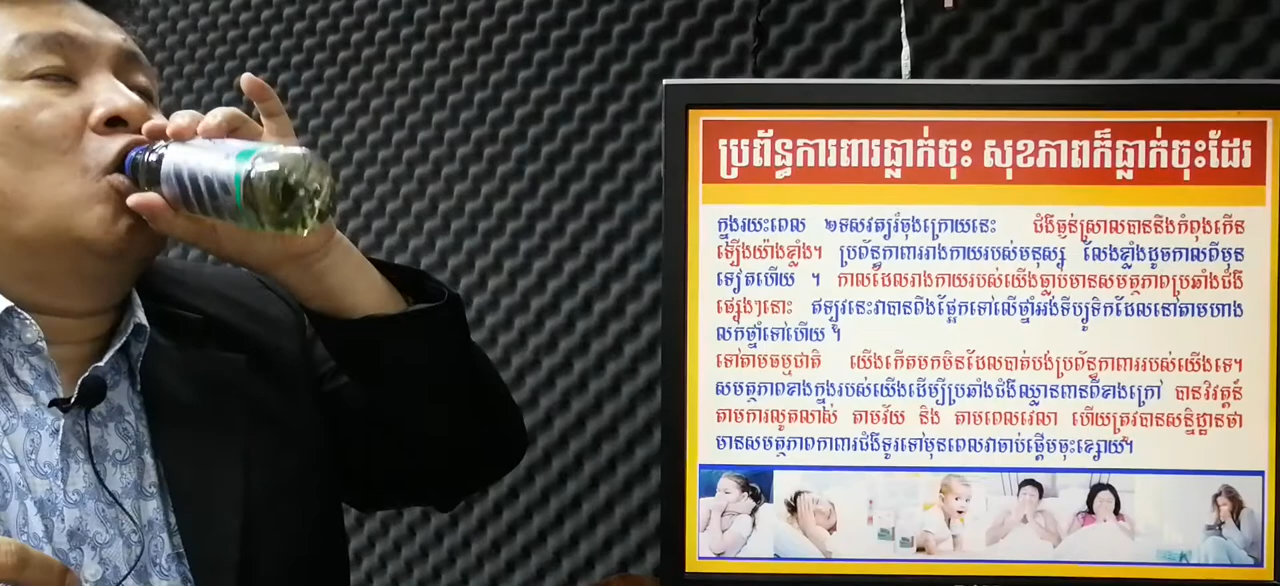 ប្រព័ន្ធការពារធ្លាក់ចុះ សុខភាពក៏ធ្លាក់ចុះដែរ
ក្នុងរយះពេល ២ទសវត្យរ៍ចុងក្រោយនេះ ជំងឺធ្ងន់ស្រាលបាននឹងកំពុងកើន
ឡើងយ៉ាងខ្លាំង។ ប្រព័ន្ធការពាររាងកាយរបស់មនុស្ស លែងខ្លាំងដូចកាលពីមុន
ទៀតហើយ ។ កាលដែលរាងកាយរបស់យើងធ្លាប់មានសមត្ថភាពប្រឆាំងជំងឺ
ផ្សេងៗនោះ ឥឡូវនេះវាបានពឹងផ្អែកទៅលើថ្នាំអង់ទីប្យូទិកដែលនៅតាមហាង
លក់ថ្នាំទៅហើយ ។
ទៅតាមធម្មជាតិ យើងកើតមកមិនដែលបាត់បង់ប្រព័ន្ធការពាររបស់យើងទេ។
សមត្ថភាពខាងក្នុងរបស់យើងដើម្បីប្រឆាំងជំងឺឈ្លានពានពីខាងក្រៅ បានវិវត្តន៍
តាមការលូតលាស់ តាមវ័យ និង តាមពេលវេលា ហើយត្រូវបានសន្និដ្ឋានថា
មានសមត្ថភាពការពារជំងឺទូរទៅមុនពេលវាចាប់ផ្តើមចុះខ្សោយ។